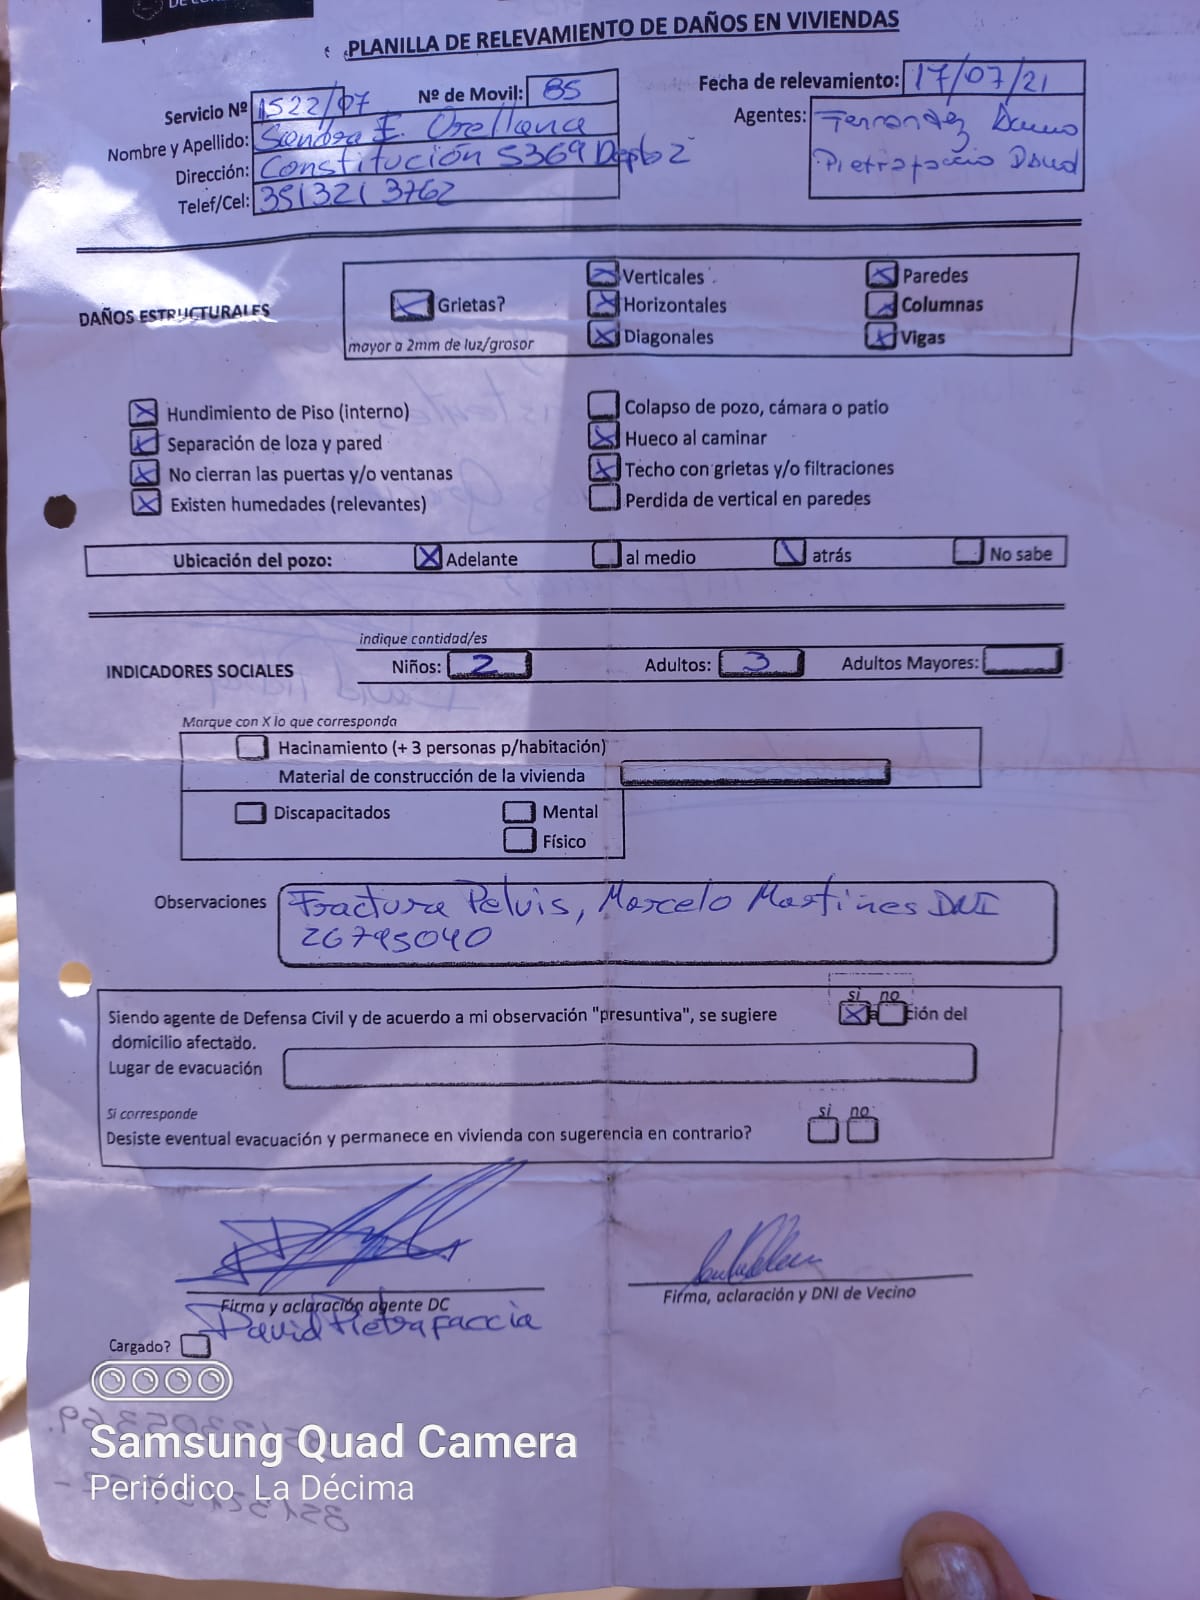 PLANILLA DE RELEVAMIENTO DE DAÑOS EN VIVIENDAS
Servicio Nº 1522/07 Nº de Movil: 85 Fecha de relevamiento: 17/07/21
Nombre y Apellido: Sandra E. Orellana Agentes: Fernandez
Dirección: Constitución 5369 Depto 2
Telef/Cel: 3513213762
DAÑOS ESTRUCTURALES
Grietas?
mayor a 2mm de luz/grosor
Verticales
Horizontales
Diagonales
Paredes
Columnas
Vigas
Hundimiento de Piso (interno)
Separación de loza y pared
No cierran las puertas y/o ventanas
Existen humedades (relevantes)
Colapso de pozo, cámara o patio
Hueco al caminar
Techo con grietas y/o filtraciones
Perdida de vertical en paredes
Ubicación del pozo: Adelante al medio atrás No sabe
indique cantidad/es
INDICADORES SOCIALES Niños: 2 Adultos: 3 Adultos Mayores:
Marque con X lo que corresponda
Hacinamiento (+ 3 personas p/habitación)
Material de construcción de la vivienda
Discapacitados Mental
Físico
Observaciones Fractura Pelvis, Marcelo Martines DNI
26795040
si no
Siendo agente de Defensa Civil y de acuerdo a mi observación "presuntiva", se sugiere ción del
domicilio afectado.
Lugar de evacuación
Si corresponde
si no
Desiste eventual evacuación y permanece en vivienda con sugerencia en contrario?
Firma y aclaración agente DC
David Pietrafaccia
Firma, aclaración y DNI de Vecino
Cargado?
Samsung Quad Camera
Periódico La Décima